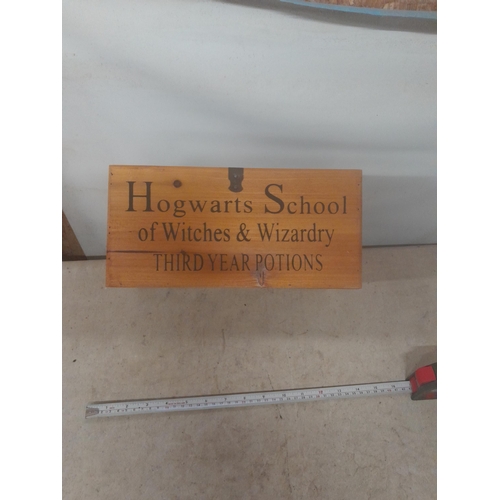 Hogwarts School
of Witches & Wizardry
THIRD YEAR POTIONS